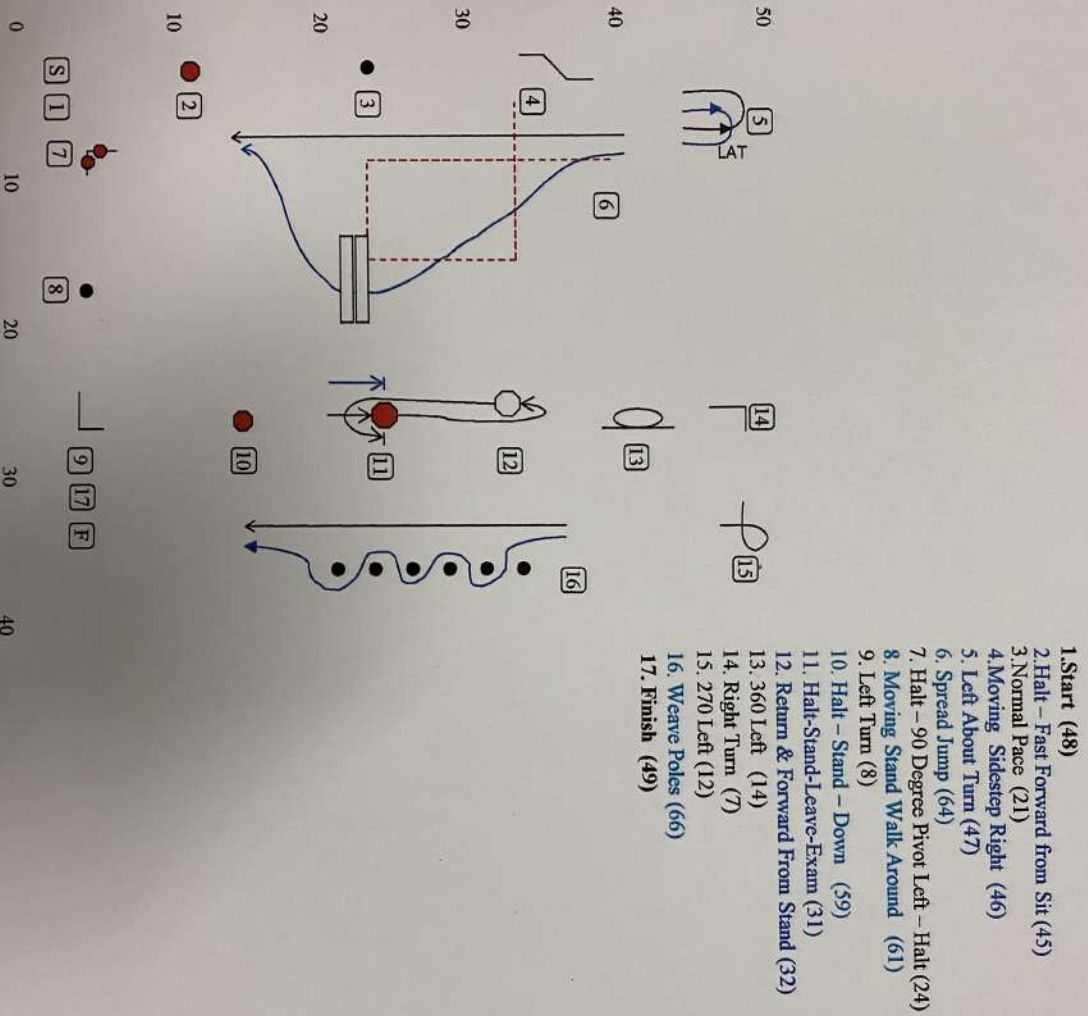 1.Start (48)
2.Halt – Fast Forward from Sit (45)
3.Normal Pace (21)
4.Moving Sidestep Right (46)
5. Left About Turn (47)
6. Spread Jump (64)
7. Halt – 90 Degree Pivot Left – Halt (24)
8. Moving Stand Walk Around (61)
9. Left Turn (8)
10. Halt – Stand – Down (59)
11. Halt-Stand-Leave-Exam (31)
12. Return & Forward From Stand (32)
13. 360 Left (14)
14. Right Turn (7)
15. 270 Left (12)
16. Weave Poles (66)
17. Finish (49)
50
40
30
20
10
0
5
LAT
4
3
2
S 1 7
6
8
14
13
12
11
10
9 17 F
15
16
10
20
30
40